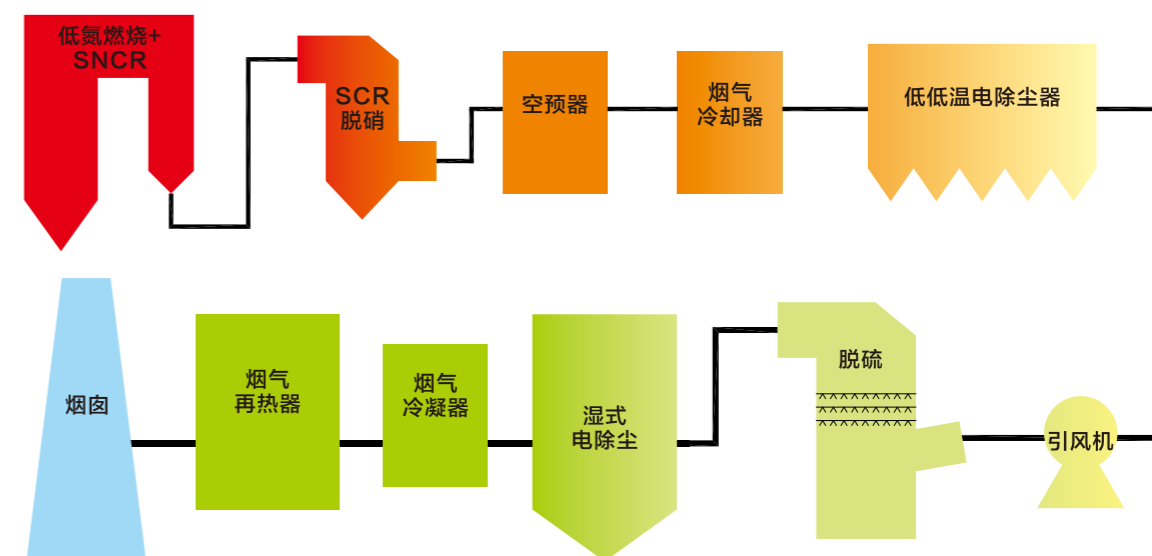 低氮燃烧+
SNCR
SCR
脱硝
空预器
烟气
冷却器
低低温电除尘器
烟囱
烟气
再热器
烟气
冷凝器
湿式
电除尘
脱硫
引风机